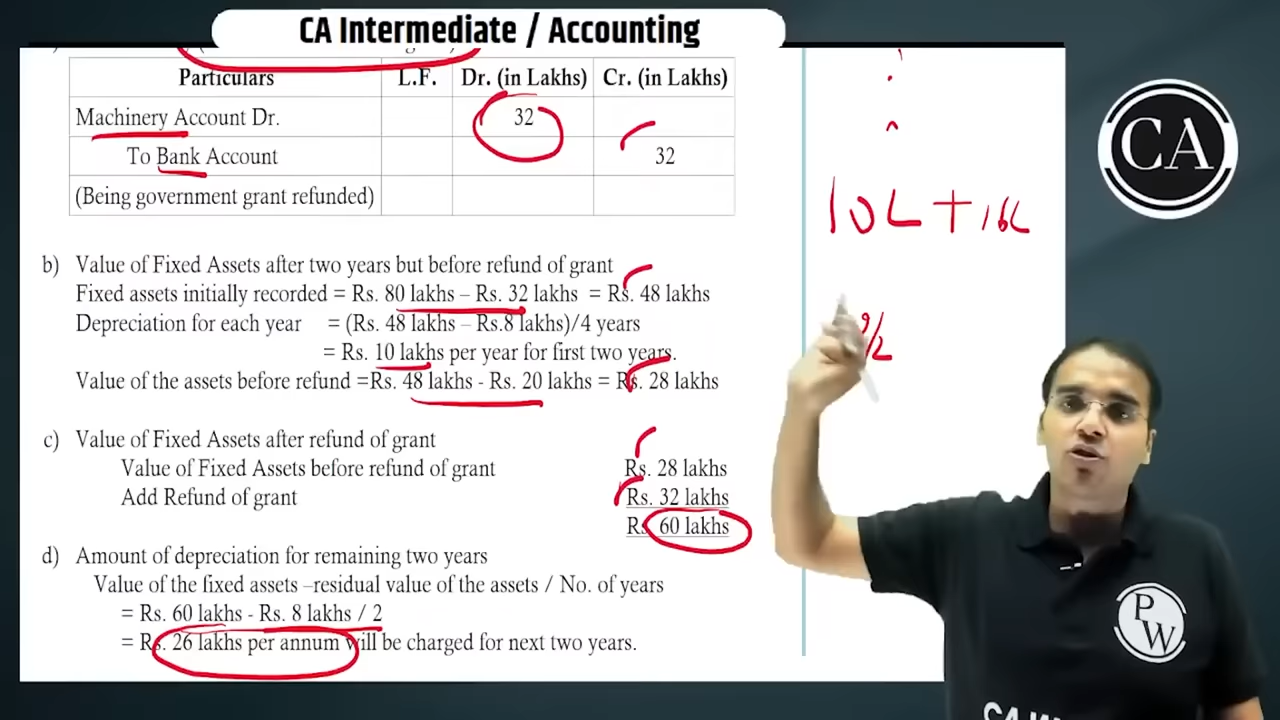 CA Intermediate / Accounting
Particulars L.F. Dr. (in Lakhs) Cr. (in Lakhs)
Machinery Account Dr. 32
To Bank Account 32
(Being government grant refunded)
b) Value of Fixed Assets after two years but before refund of grant
Fixed assets initially recorded = Rs. 80 lakhs – Rs. 32 lakhs = Rs. 48 lakhs
Depreciation for each year = (Rs. 48 lakhs – Rs.8 lakhs)/4 years
= Rs. 10 lakhs per year for first two years.
Value of the assets before refund =Rs. 48 lakhs - Rs. 20 lakhs = Rs. 28 lakhs
c) Value of Fixed Assets after refund of grant
Value of Fixed Assets before refund of grant Rs. 28 lakhs
Add Refund of grant Rs. 32 lakhs
Rs. 60 lakhs
d) Amount of depreciation for remaining two years
Value of the fixed assets –residual value of the assets / No. of years
= Rs. 60 lakhs - Rs. 8 lakhs / 2
= Rs. 26 lakhs per annum will be charged for next two years.
10L + 16L
CA
PW